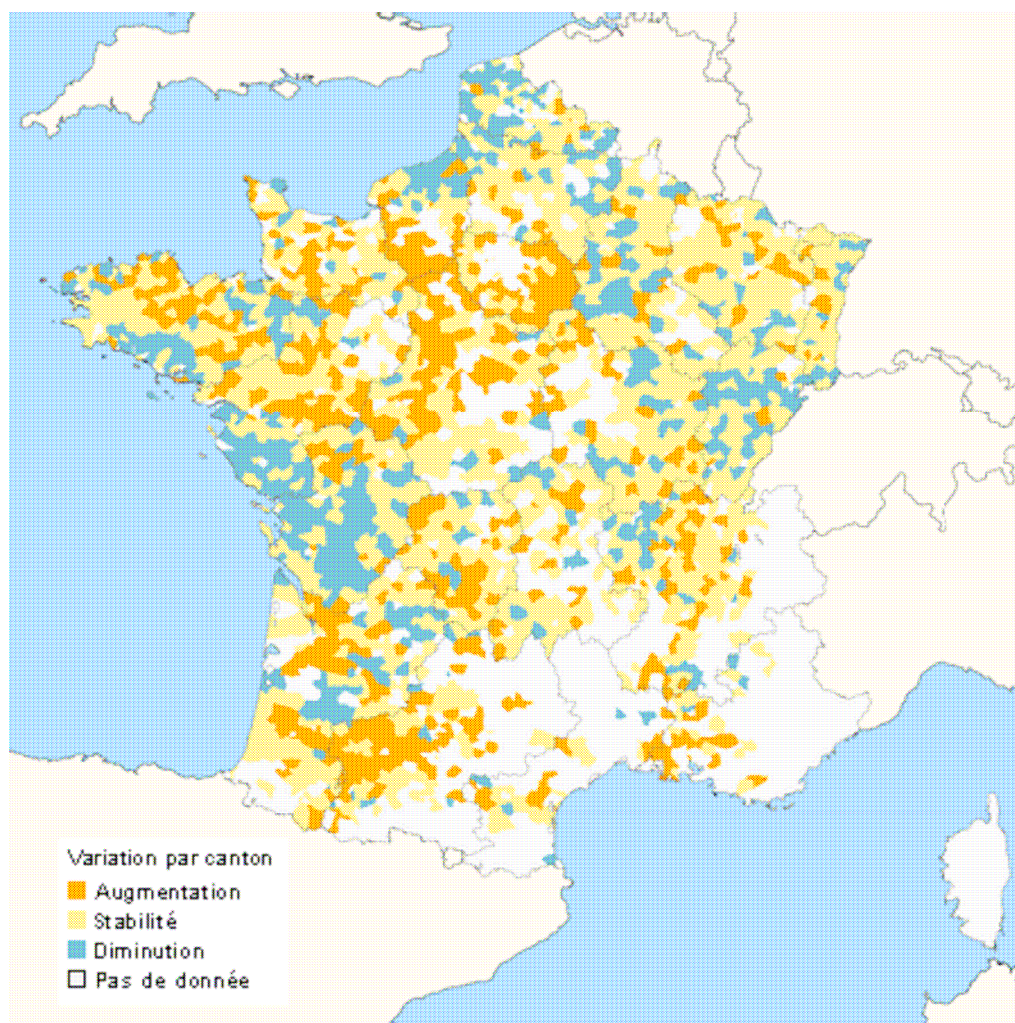 Variation par canton
Augmentation
Stabilité
Diminution
Pas de donnée